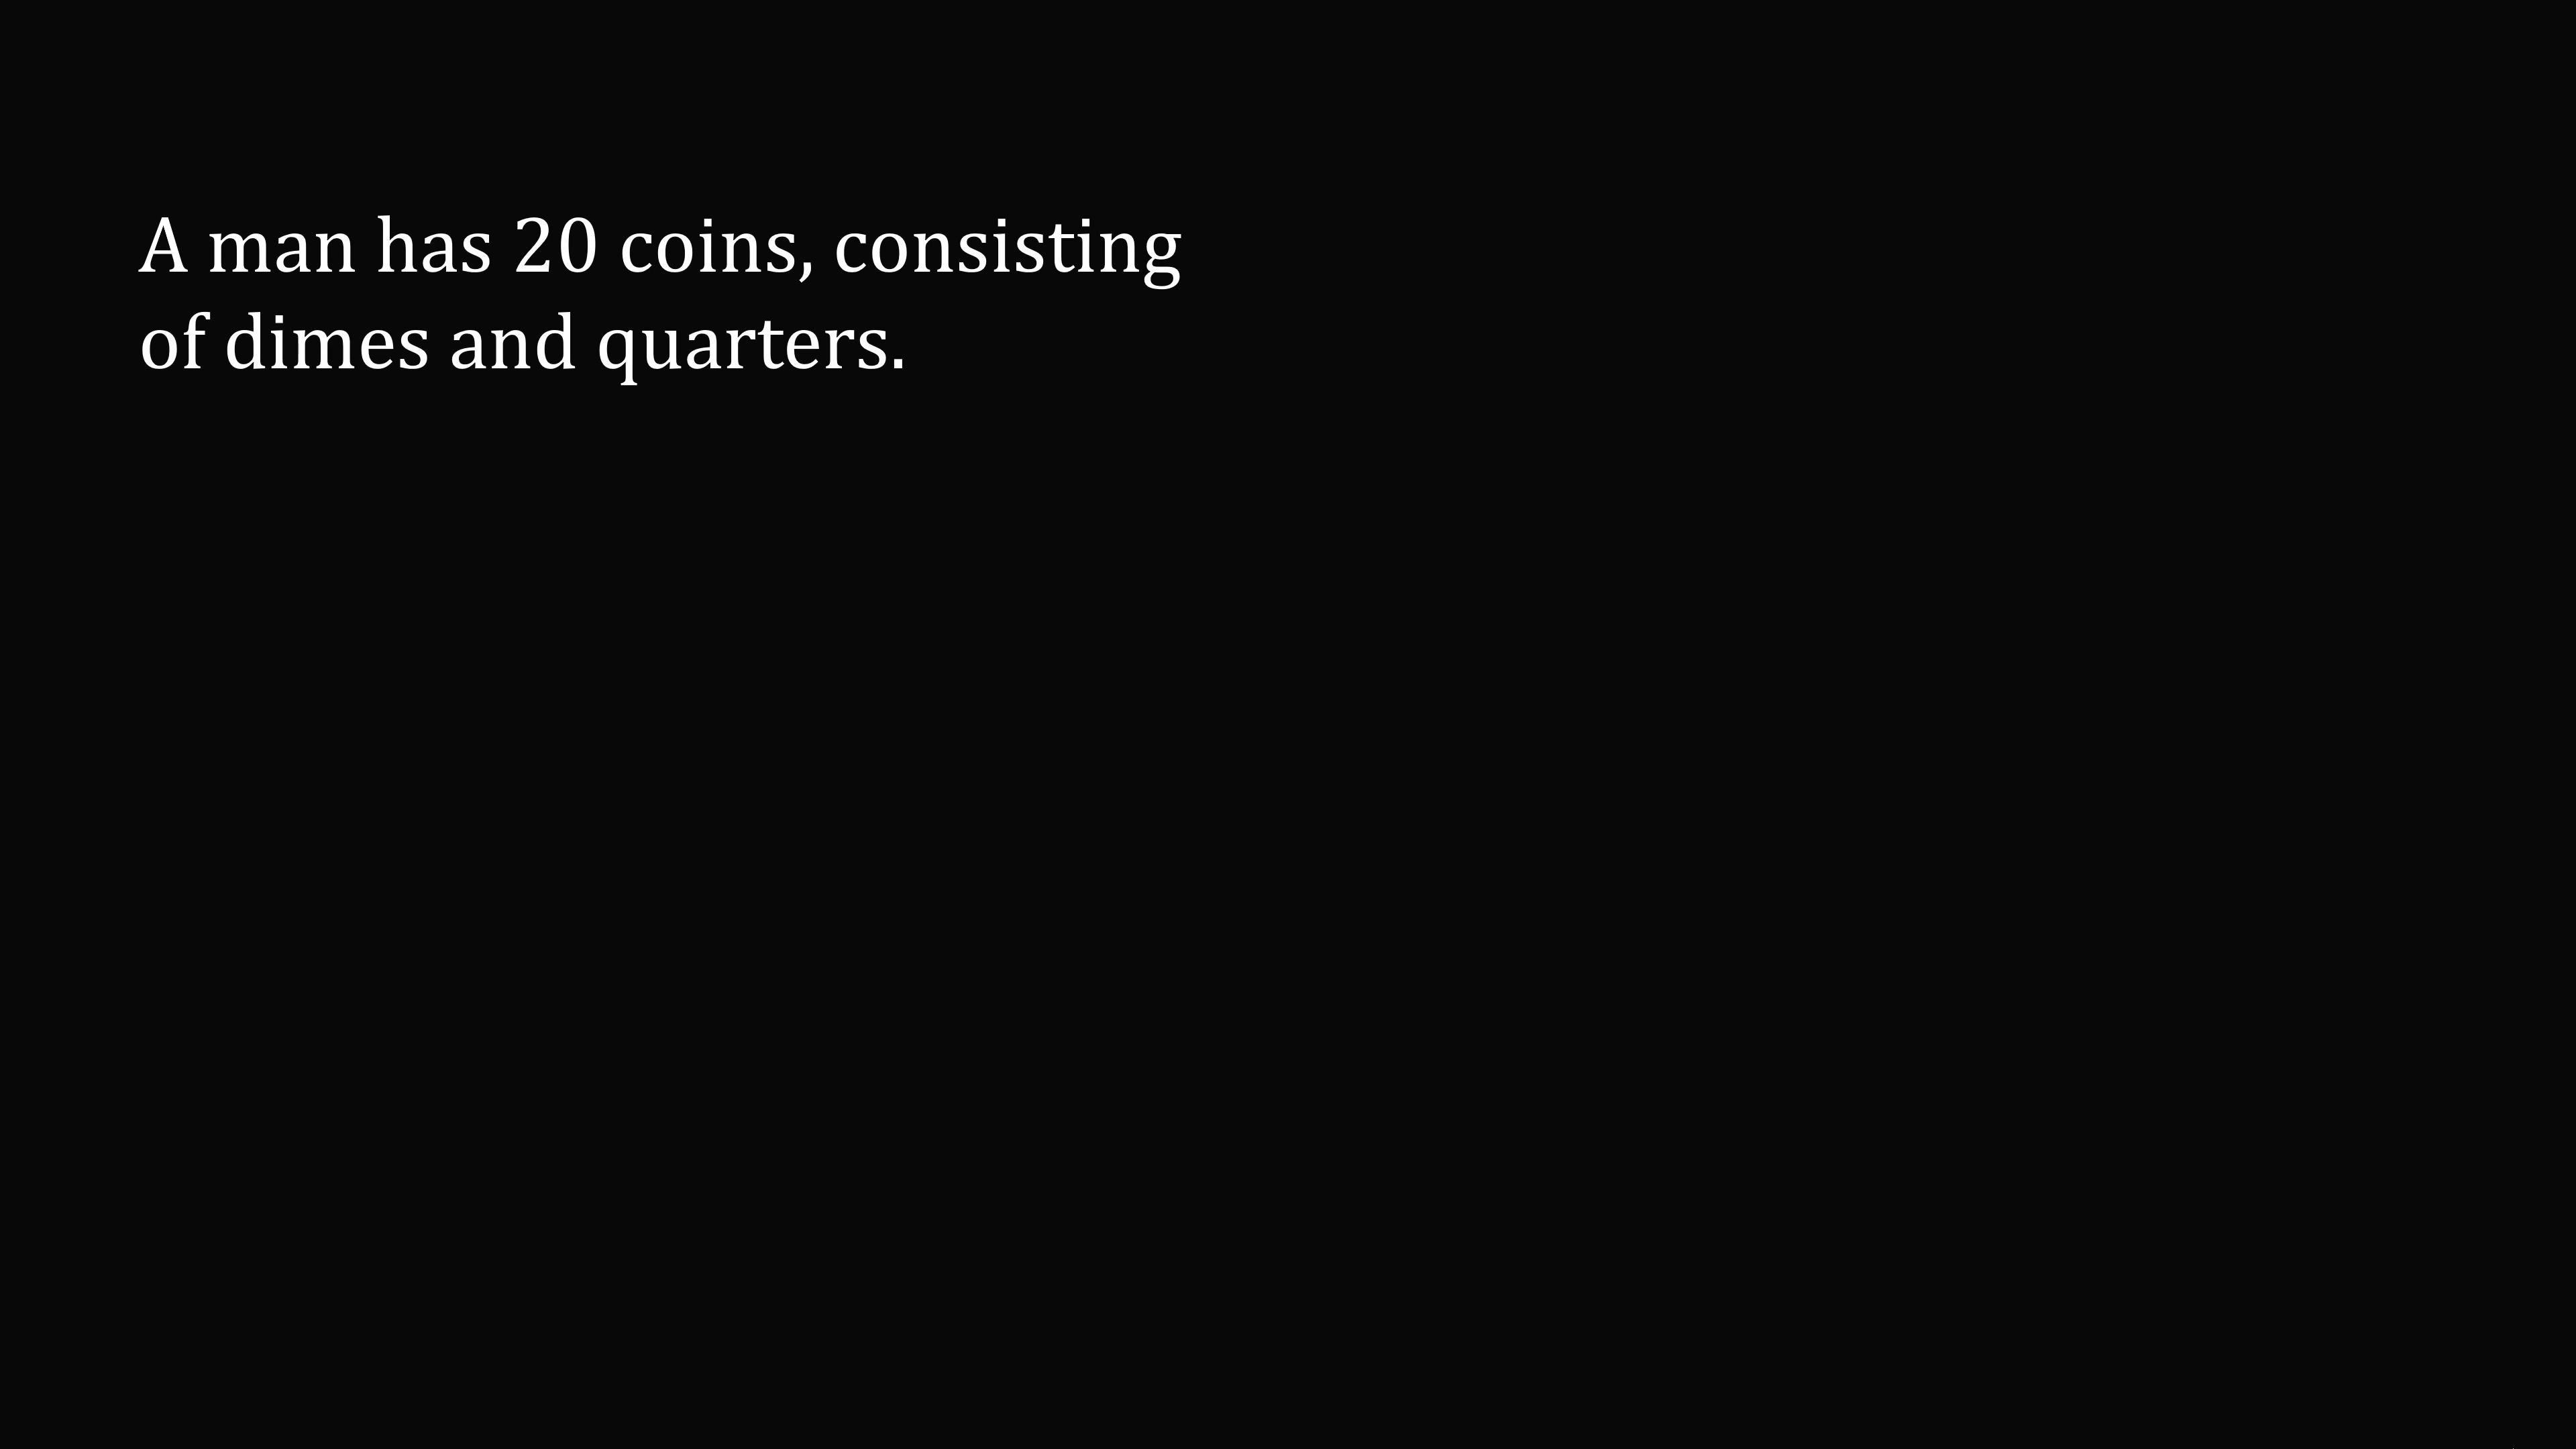 A man has 20 coins, consisting
of dimes and quarters.